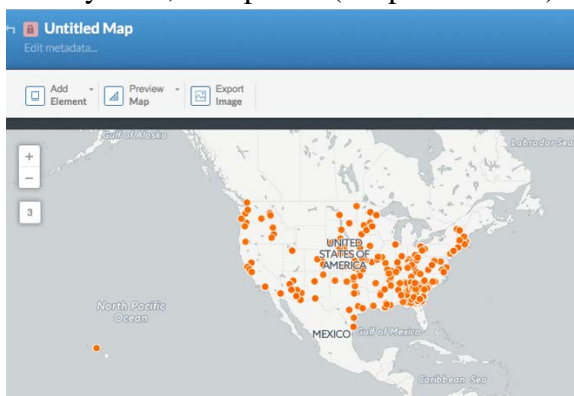 Untitled Map
Edit metadata...
Add
Element
Preview
Map
Export
Image
Gulf of Alaska
Labrador Sea
+
−
3
UNITED
STATES OF
AMERICA
North Pacific
Ocean
MEXICO
Gulf of Mexico
Caribbean Sea